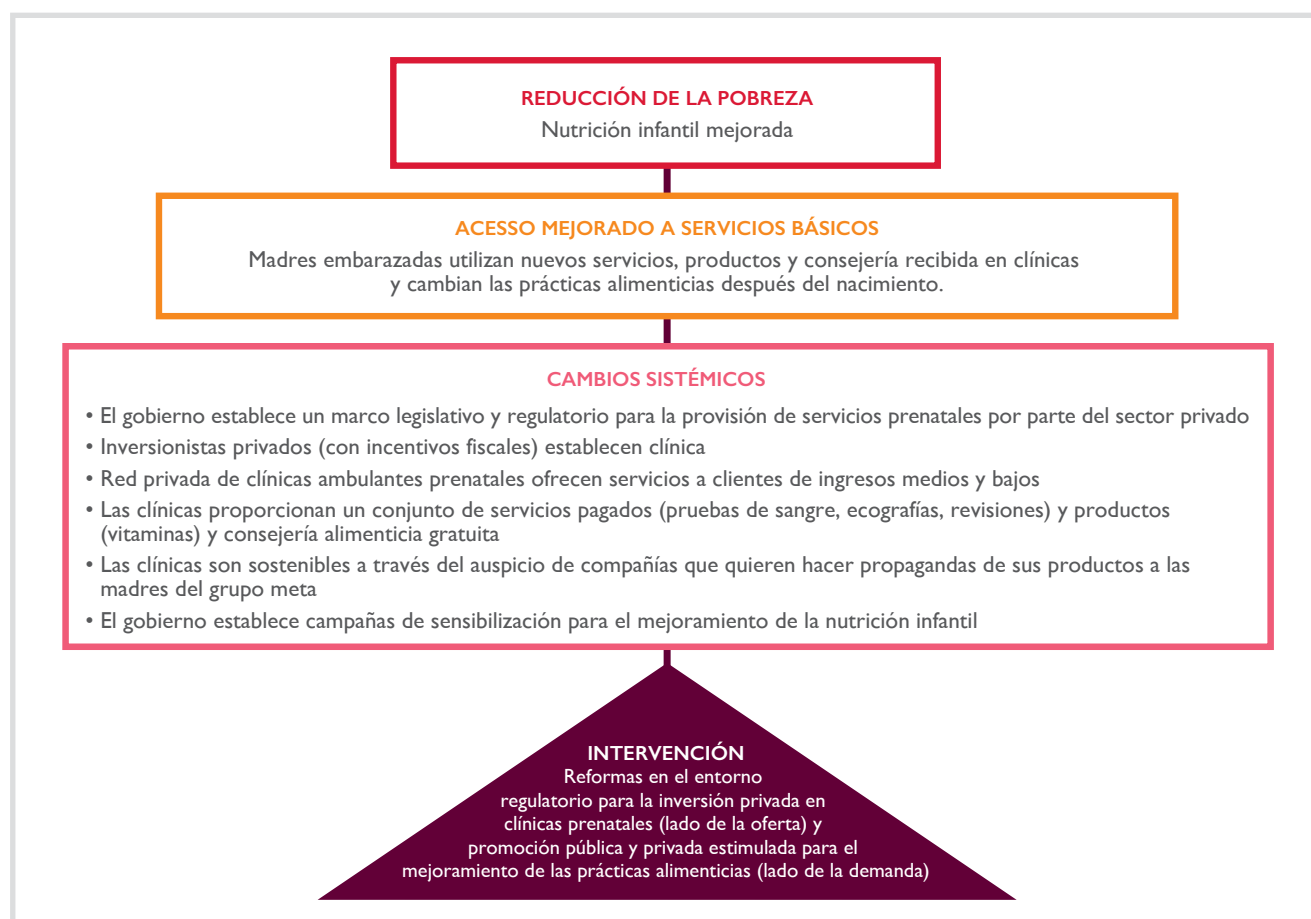 REDUCCIÓN DE LA POBREZA
Nutrición infantil mejorada
ACESSO MEJORADO A SERVICIOS BÁSICOS
Madres embarazadas utilizan nuevos servicios, productos y consejería recibida en clínicas
y cambian las prácticas alimenticias después del nacimiento.
CAMBIOS SISTÉMICOS
• El gobierno establece un marco legislativo y regulatorio para la provisión de servicios prenatales por parte del sector privado
• Inversionistas privados (con incentivos fiscales) establecen clínica
• Red privada de clínicas ambulantes prenatales ofrecen servicios a clientes de ingresos medios y bajos
• Las clínicas proporcionan un conjunto de servicios pagados (pruebas de sangre, ecografías, revisiones) y productos
(vitaminas) y consejería alimenticia gratuita
• Las clínicas son sostenibles a través del auspicio de compañías que quieren hacer propagandas de sus productos a las
madres del grupo meta
• El gobierno establece campañas de sensibilización para el mejoramiento de la nutrición infantil
INTERVENCIÓN
Reformas en el entorno
regulatorio para la inversión privada en
clínicas prenatales (lado de la oferta) y
promoción pública y privada estimulada para el
mejoramiento de las prácticas alimenticias (lado de la demanda)